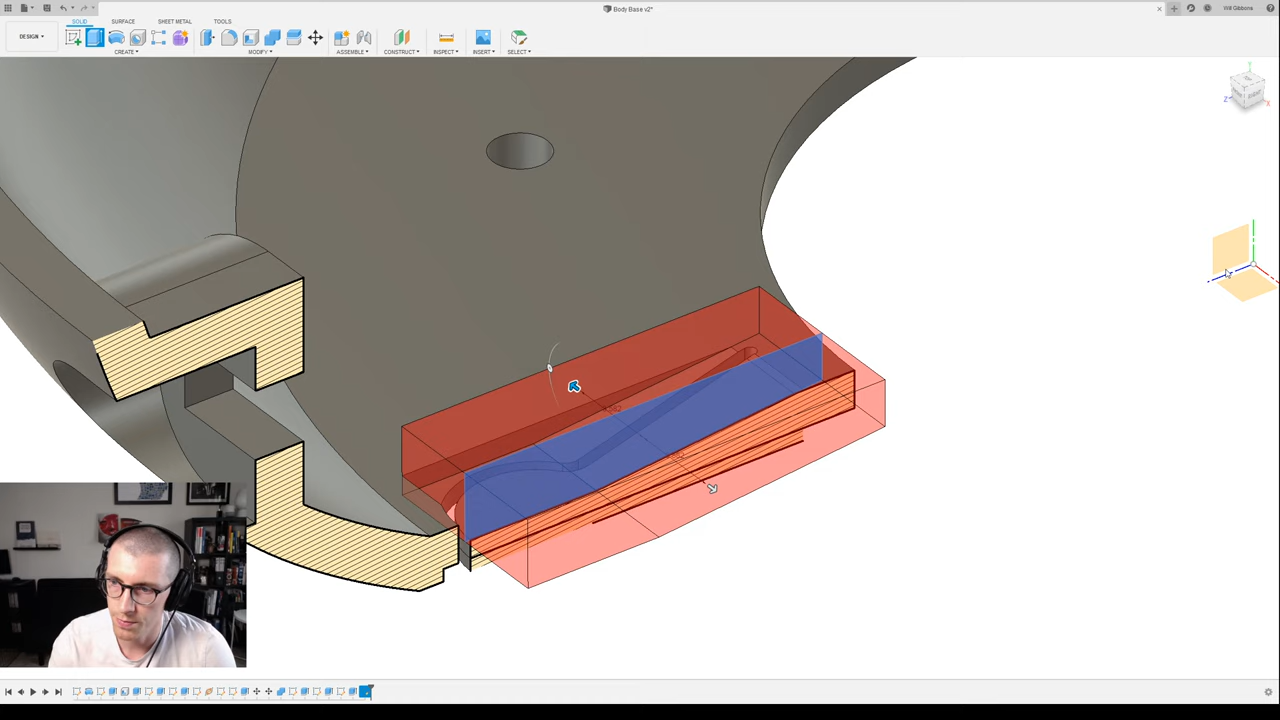 Body Base v2*
Will Gibbons
SOLID
SURFACE
SHEET METAL
TOOLS
DESIGN
CREATE
MODIFY
ASSEMBLE
CONSTRUCT
INSPECT
INSERT
SELECT
Y
Z
X